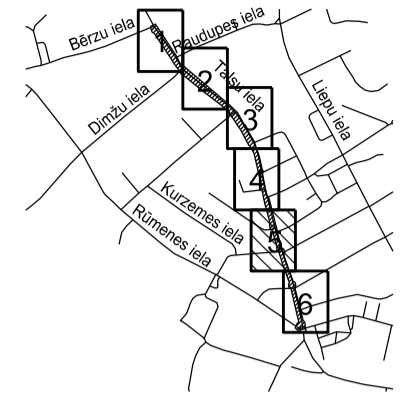 Bērzu iela
Raudupes iela
1
2
Talsu iela
Dimžu iela
3
Liepu iela
4
Kurzemes iela
Rūmenes iela
5
6